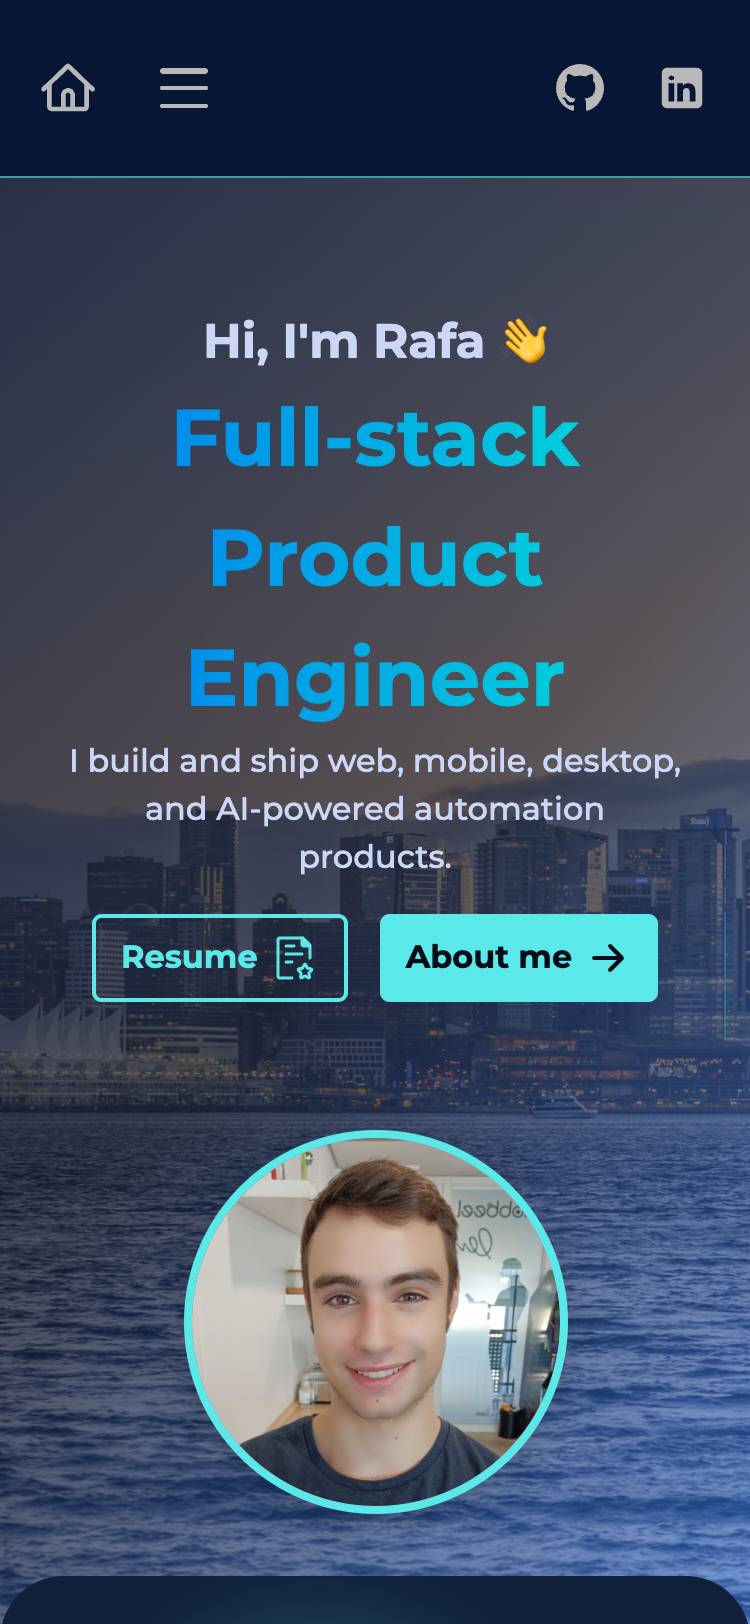 Hi, I'm Rafa 👋
Full-stack
Product
Engineer
I build and ship web, mobile, desktop,
and AI-powered automation
products.
Resume
About me